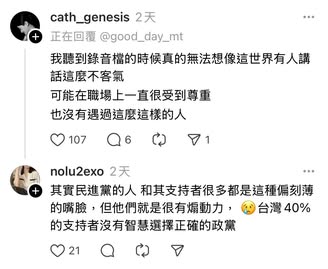 cath_genesis 2天
正在回覆 @good_day_mt
我聽到錄音檔的時候真的無法想像這世界有人講
話這麼不客氣
可能在職場上一直很受到尊重
也沒有遇過這麼這樣的人
107 6 1
nolu2exo 2天
其實民進黨的人 和其支持者很多都是這種偏刻薄
的嘴臉，但他們就是很有煽動力， 😢台灣 40%
的支持者沒有智慧選擇正確的政黨
21